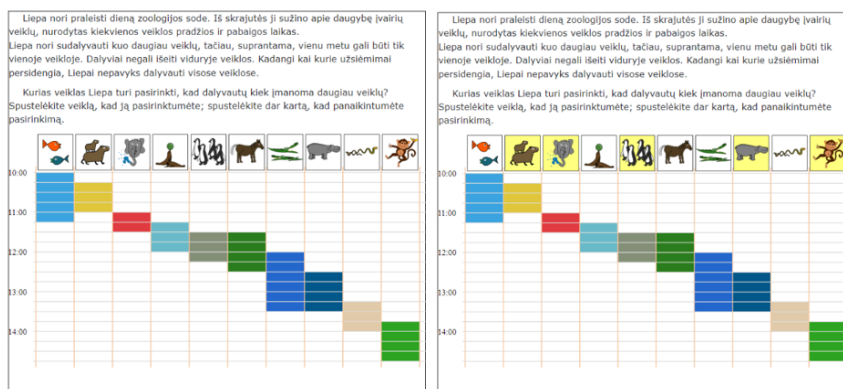 Liepa nori praleisti dieną zoologijos sode. Iš skrajutės ji sužino apie daugybę įvairių
veiklų, nurodytas kiekvienos veiklos pradžios ir pabaigos laikas.
Liepa nori sudalyvauti kuo daugiau veiklų, tačiau, suprantama, vienu metu gali būti tik
vienoje veikloje. Dalyviai negali išeiti viduryje veiklos. Kadangi kai kurie užsiėmimai
persidengia, Liepai nepavyks dalyvauti visose veiklose.
Kurias veiklas Liepa turi pasirinkti, kad dalyvautų kiek įmanoma daugiau veiklų?
Spustelėkite veiklą, kad ją pasirinktumėte; spustelėkite dar kartą, kad panaikintumėte
pasirinkimą.
10:00
11:00
12:00
13:00
14:00
Liepa nori praleisti dieną zoologijos sode. Iš skrajutės ji sužino apie daugybę įvairių
veiklų, nurodytas kiekvienos veiklos pradžios ir pabaigos laikas.
Liepa nori sudalyvauti kuo daugiau veiklų, tačiau, suprantama, vienu metu gali būti tik
vienoje veikloje. Dalyviai negali išeiti viduryje veiklos. Kadangi kai kurie užsiėmimai
persidengia, Liepai nepavyks dalyvauti visose veiklose.
Kurias veiklas Liepa turi pasirinkti, kad dalyvautų kiek įmanoma daugiau veiklų?
Spustelėkite veiklą, kad ją pasirinktumėte; spustelėkite dar kartą, kad panaikintumėte
pasirinkimą.
10:00
11:00
12:00
13:00
14:00